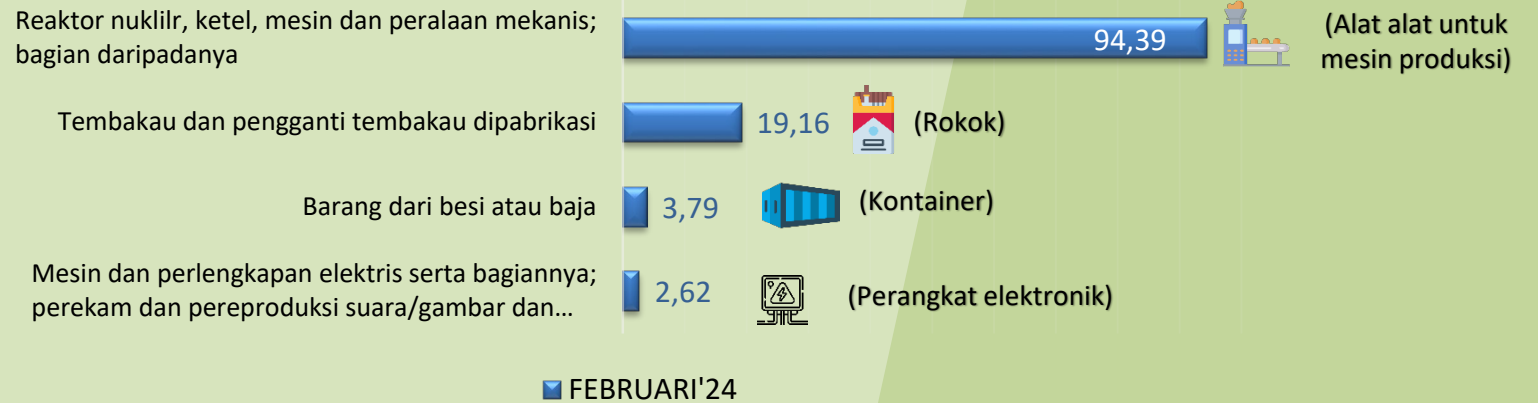 Reaktor nuklilr, ketel, mesin dan peralaan mekanis;
bagian daripadanya
94,39
(Alat alat untuk
mesin produksi)
Tembakau dan pengganti tembakau dipabrikasi
19,16
(Rokok)
Barang dari besi atau baja
3,79
(Kontainer)
Mesin dan perlengkapan elektris serta bagiannya;
perekam dan pereproduksi suara/gambar dan…
2,62
(Perangkat elektronik)
FEBRUARI'24